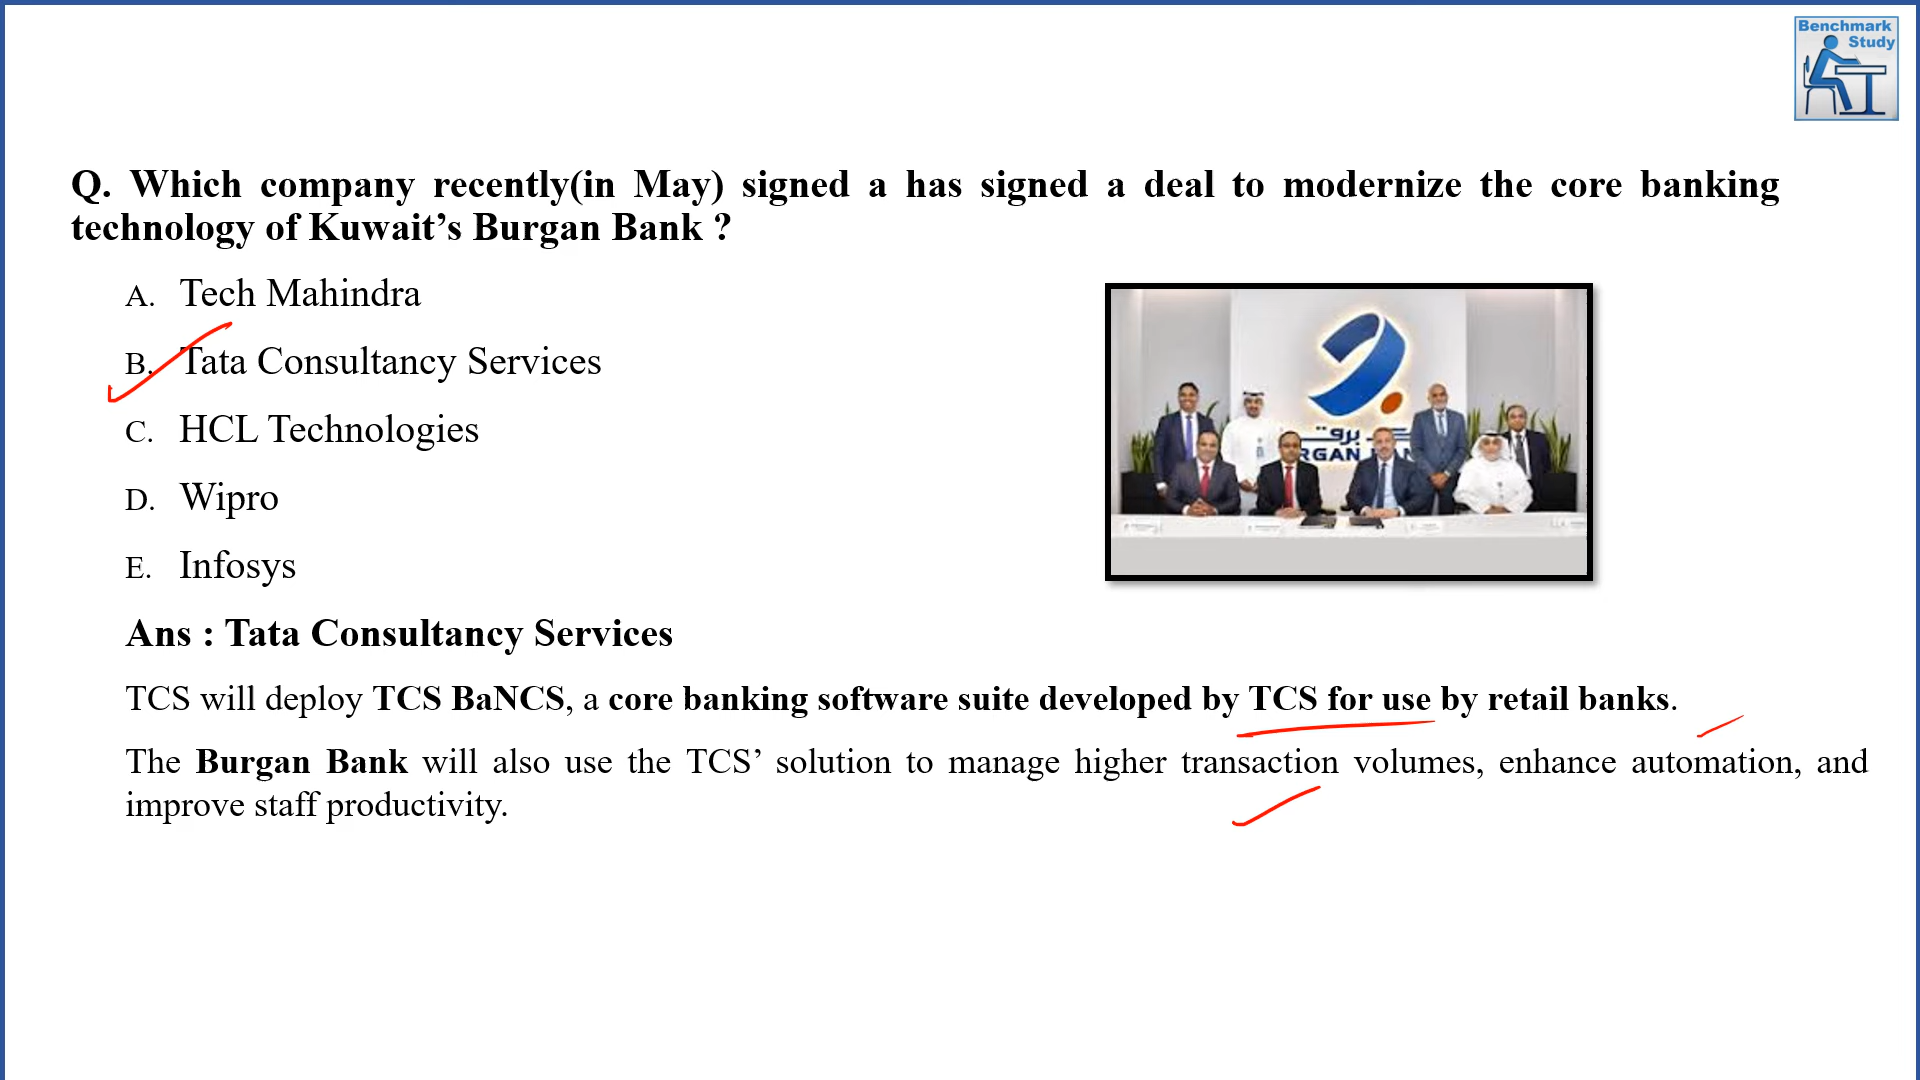 Benchmark
Study
Q. Which company recently(in May) signed a has signed a deal to modernize the core banking
technology of Kuwait’s Burgan Bank ?
A. Tech Mahindra
B. Tata Consultancy Services
C. HCL Technologies
D. Wipro
E. Infosys
برق
RGAN BAN
Ans : Tata Consultancy Services
TCS will deploy TCS BaNCS, a core banking software suite developed by TCS for use by retail banks.
The Burgan Bank will also use the TCS’ solution to manage higher transaction volumes, enhance automation, and
improve staff productivity.